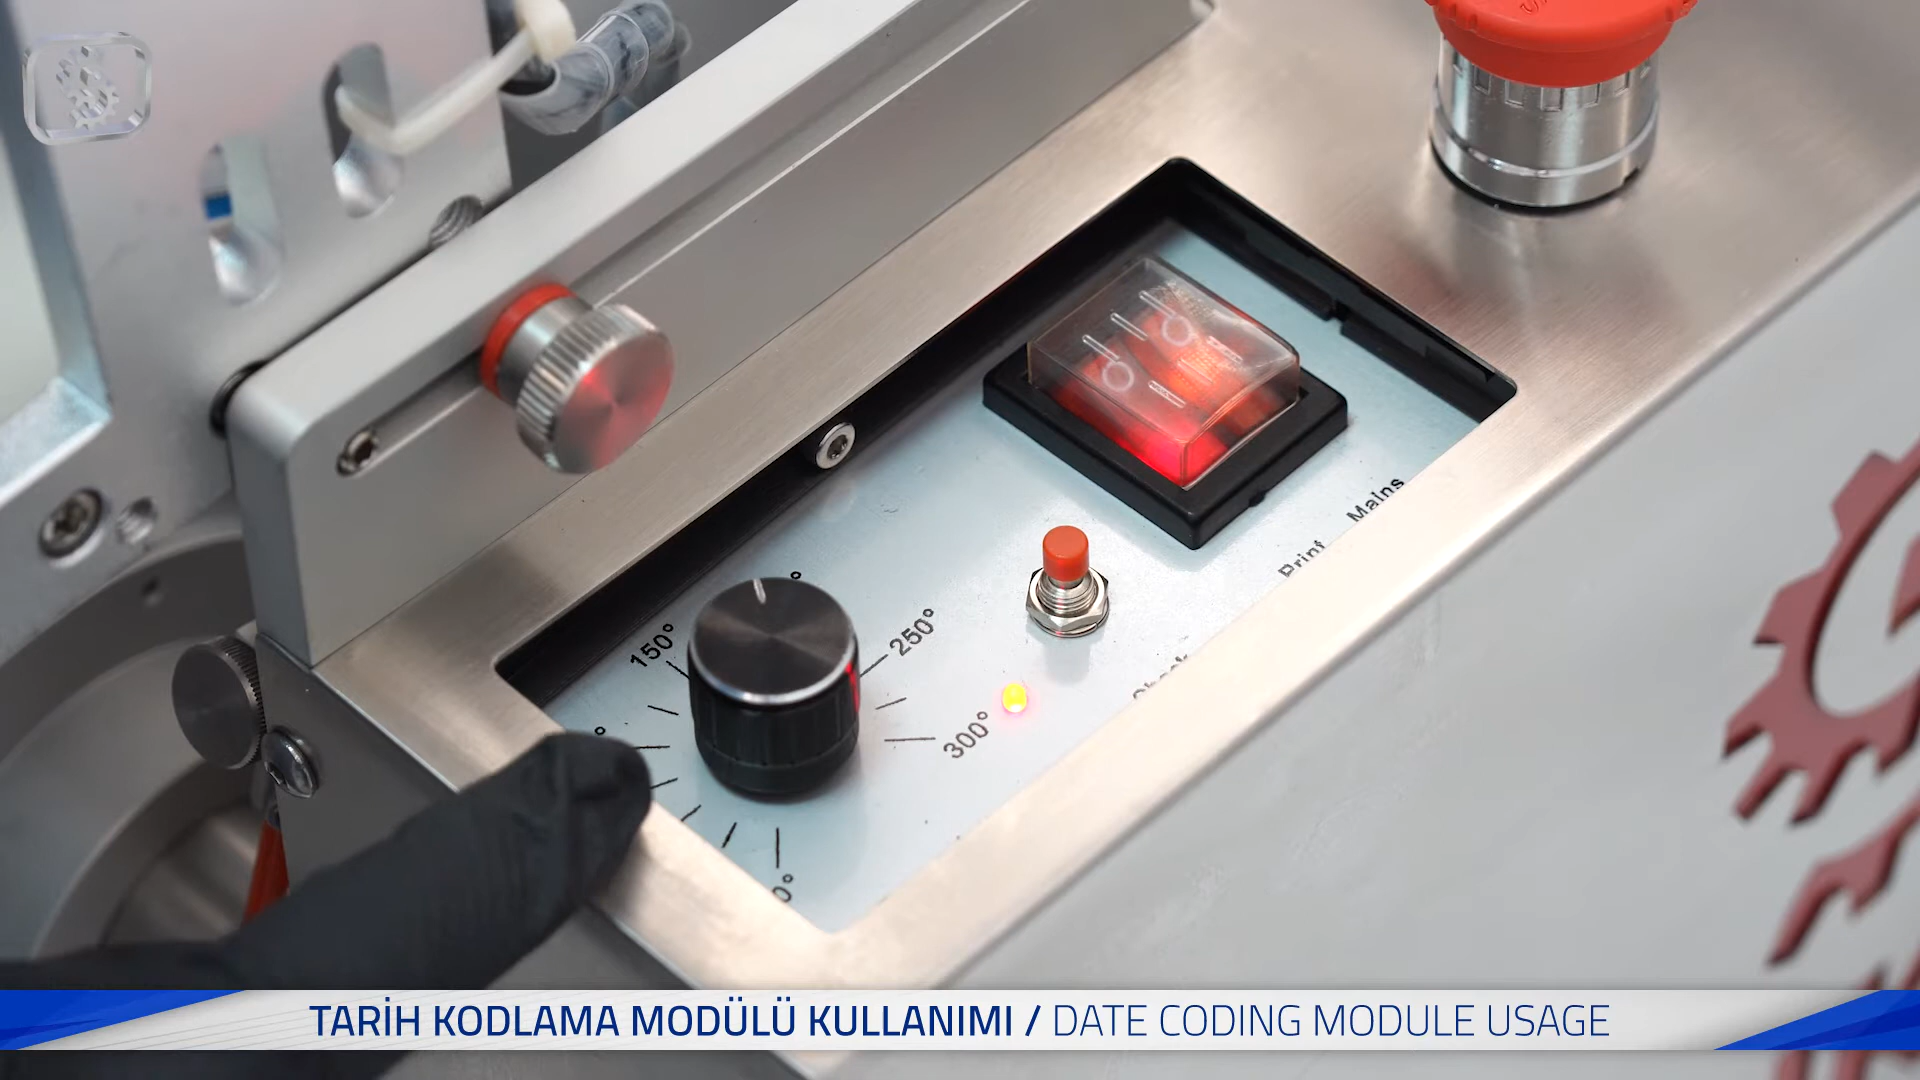 Mains
Print
150°
250°
300°
TARİH KODLAMA MODÜLÜ KULLANIMI / DATE CODING MODULE USAGE